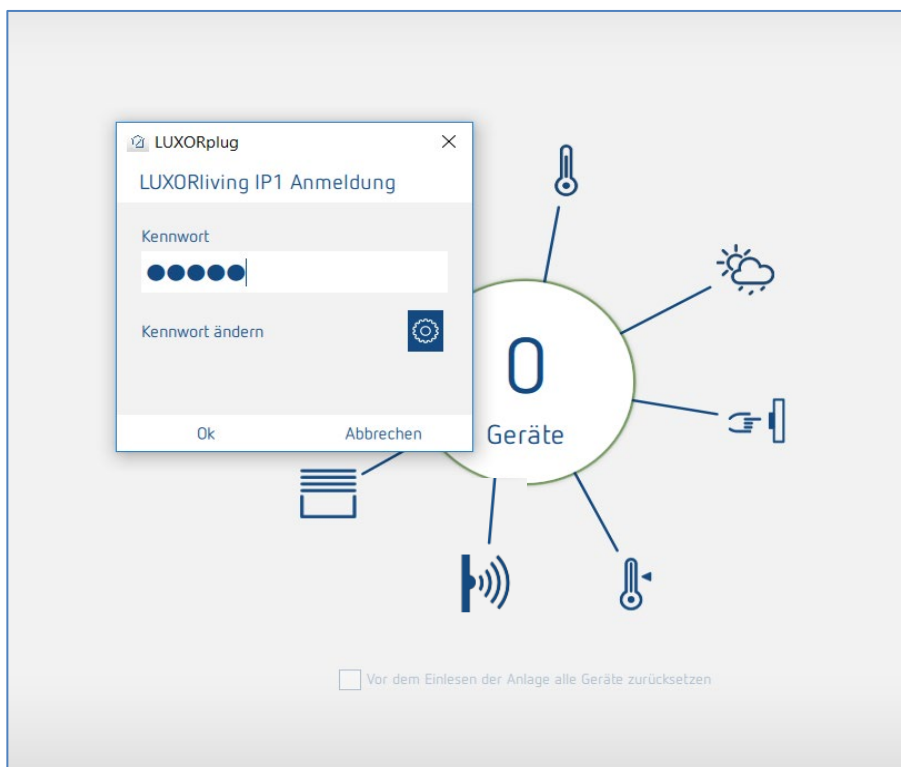 LUXORplug
LUXORliving IP1 Anmeldung
Kennwort
Kennwort ändern
Ok Abbrechen
0
Geräte
Vor dem Einlesen der Anlage alle Geräte zurücksetzen